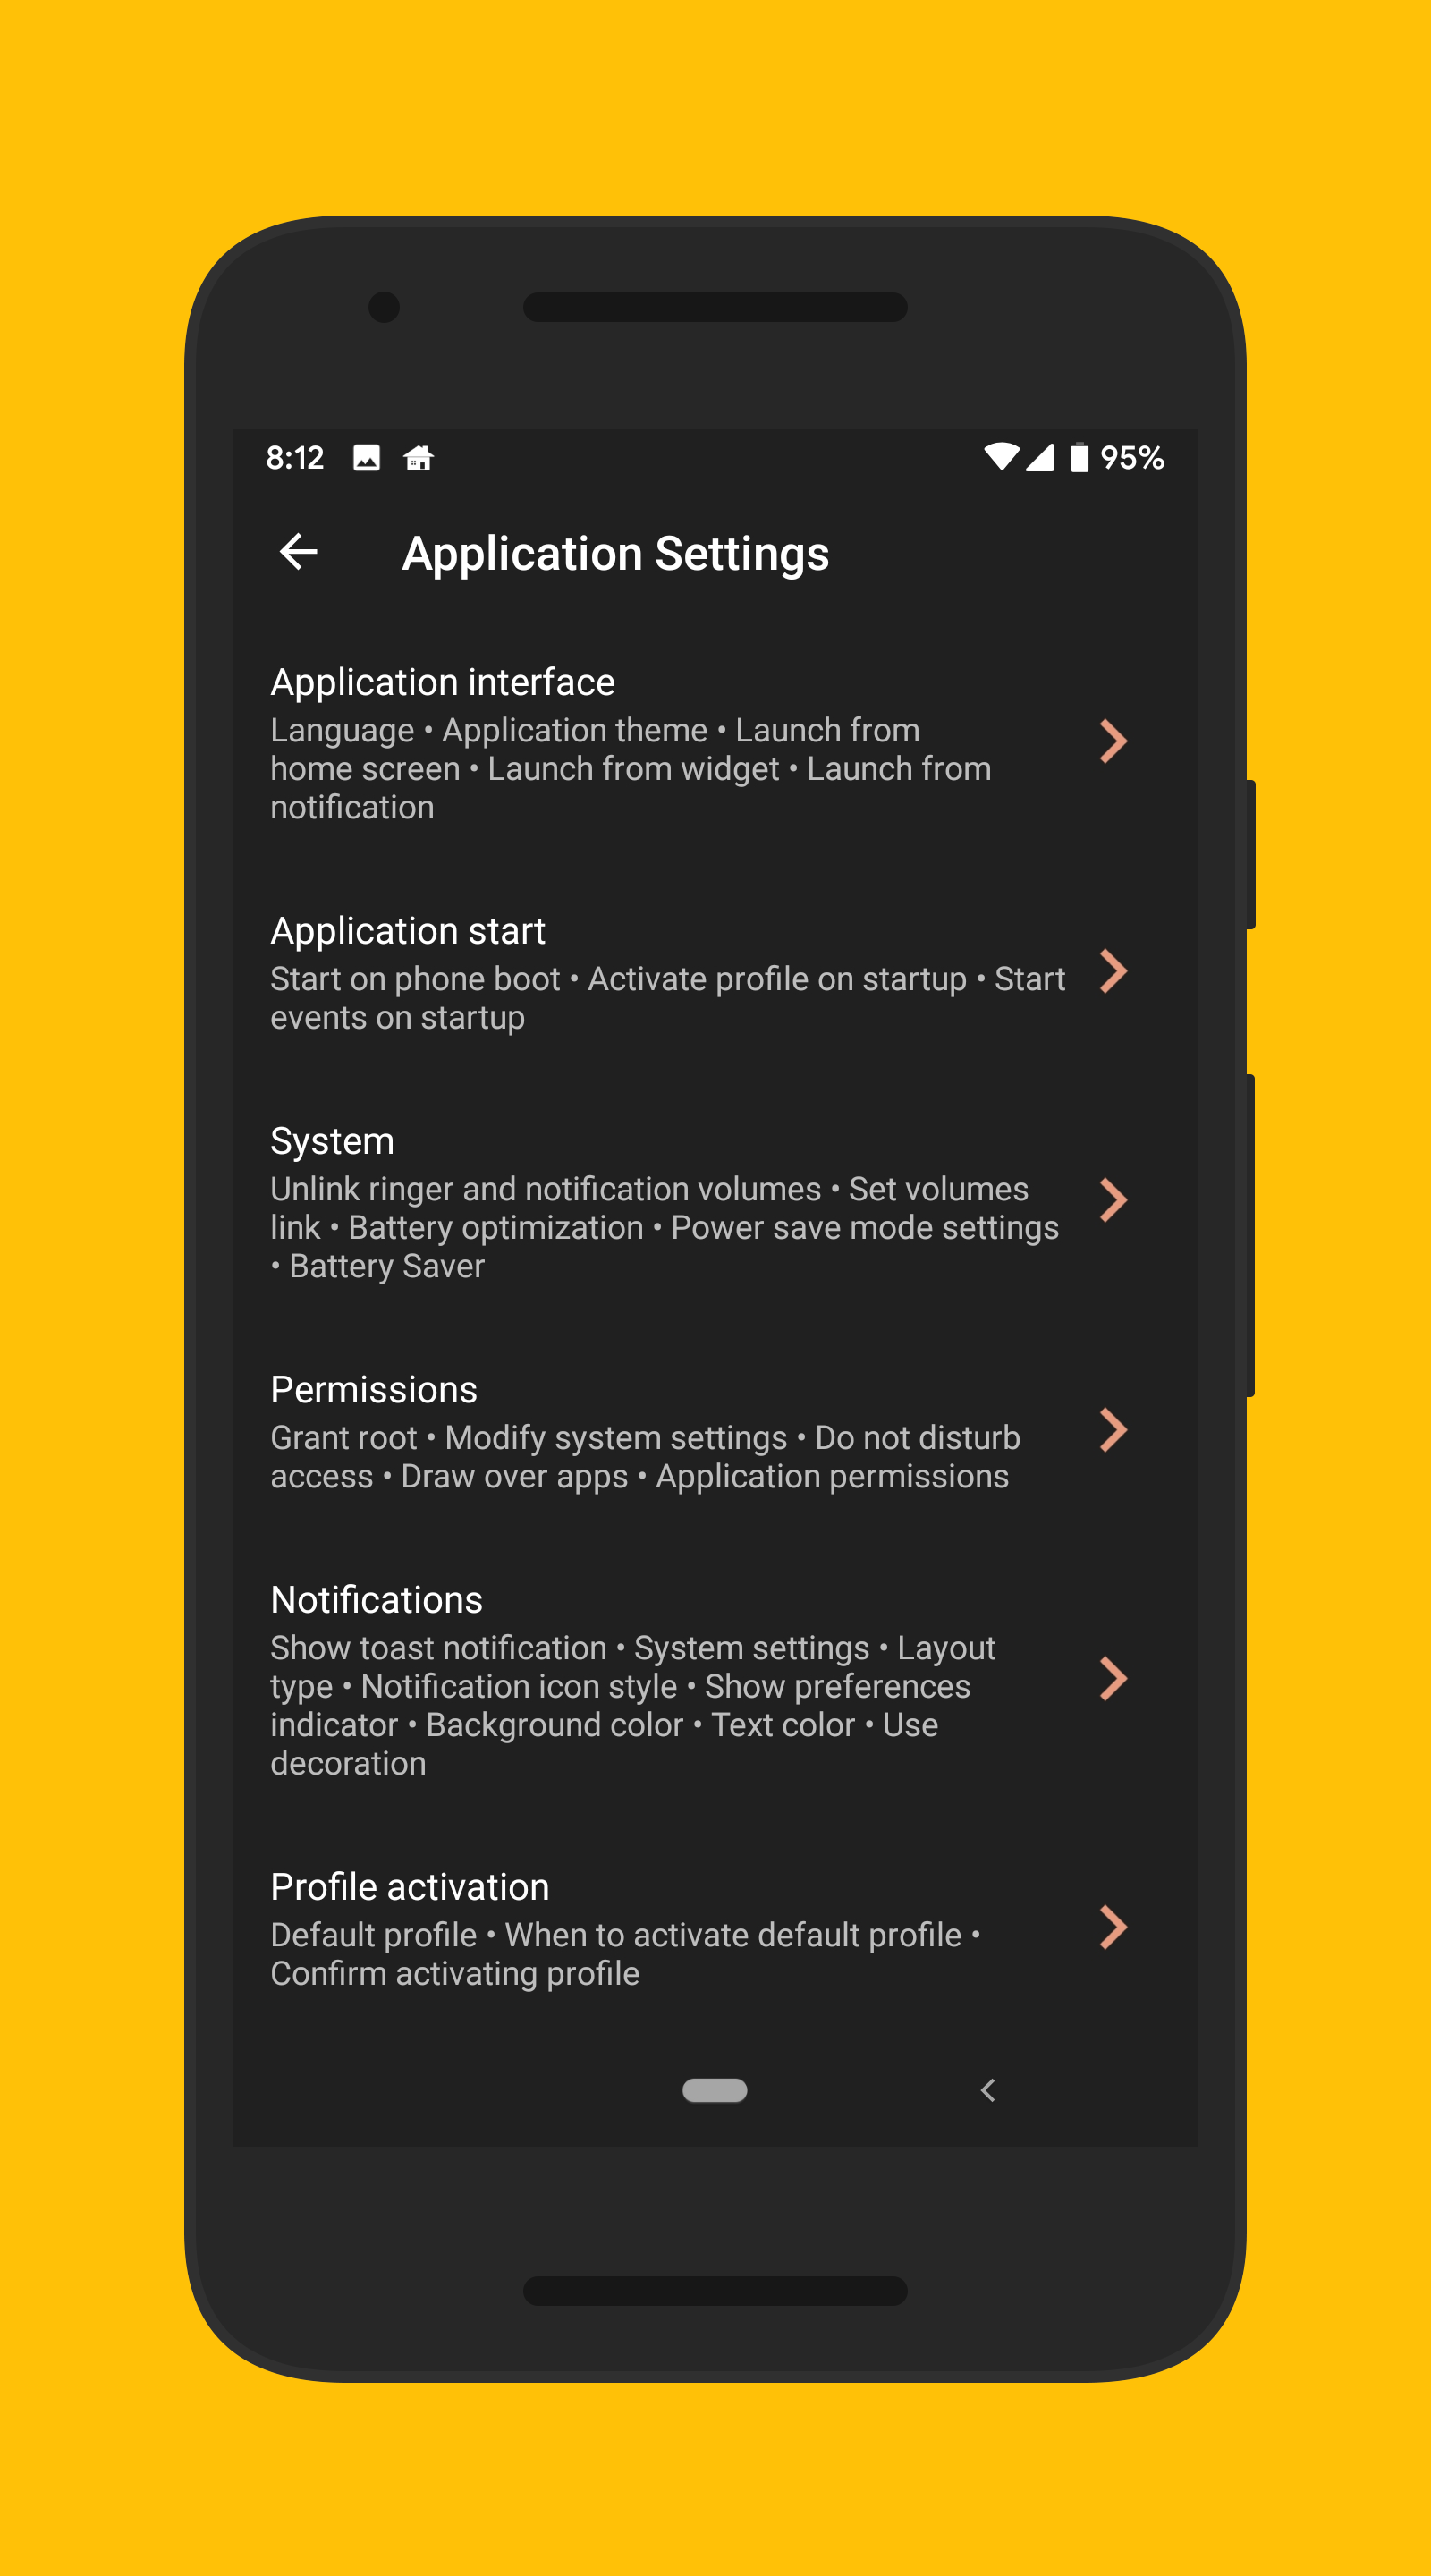 8:12 95%
Application Settings
Application interface
Language • Application theme • Launch from
home screen • Launch from widget • Launch from
notification
Application start
Start on phone boot • Activate profile on startup • Start
events on startup
System
Unlink ringer and notification volumes • Set volumes
link • Battery optimization • Power save mode settings
• Battery Saver
Permissions
Grant root • Modify system settings • Do not disturb
access • Draw over apps • Application permissions
Notifications
Show toast notification • System settings • Layout
type • Notification icon style • Show preferences
indicator • Background color • Text color • Use
decoration
Profile activation
Default profile • When to activate default profile •
Confirm activating profile